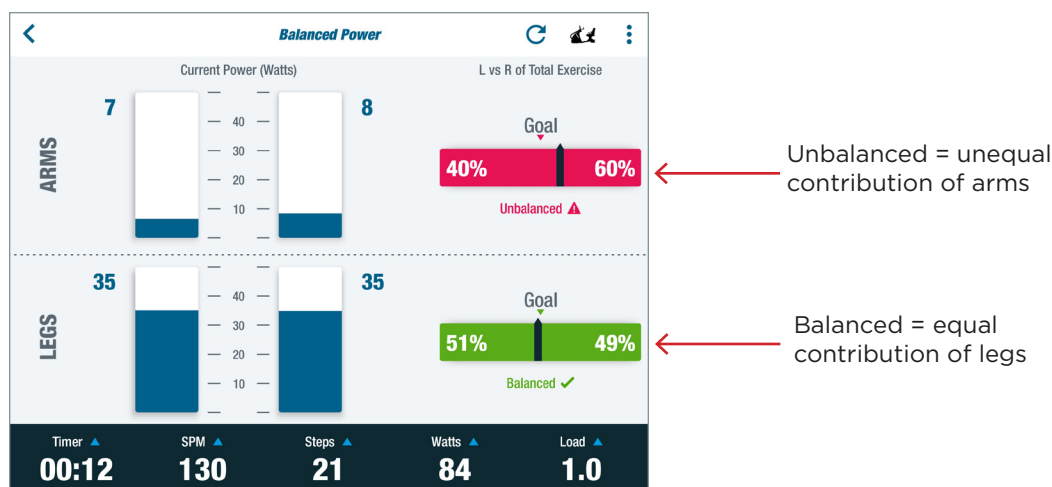 Balanced Power
Current Power (Watts)
L vs R of Total Exercise
ARMS
7
8
40
30
20
10
Goal
40% 60%
Unbalanced
Unbalanced = unequal
contribution of arms
LEGS
35
35
40
30
20
10
Goal
51% 49%
Balanced
Balanced = equal
contribution of legs
Timer SPM Steps Watts Load
00:12 130 21 84 1.0